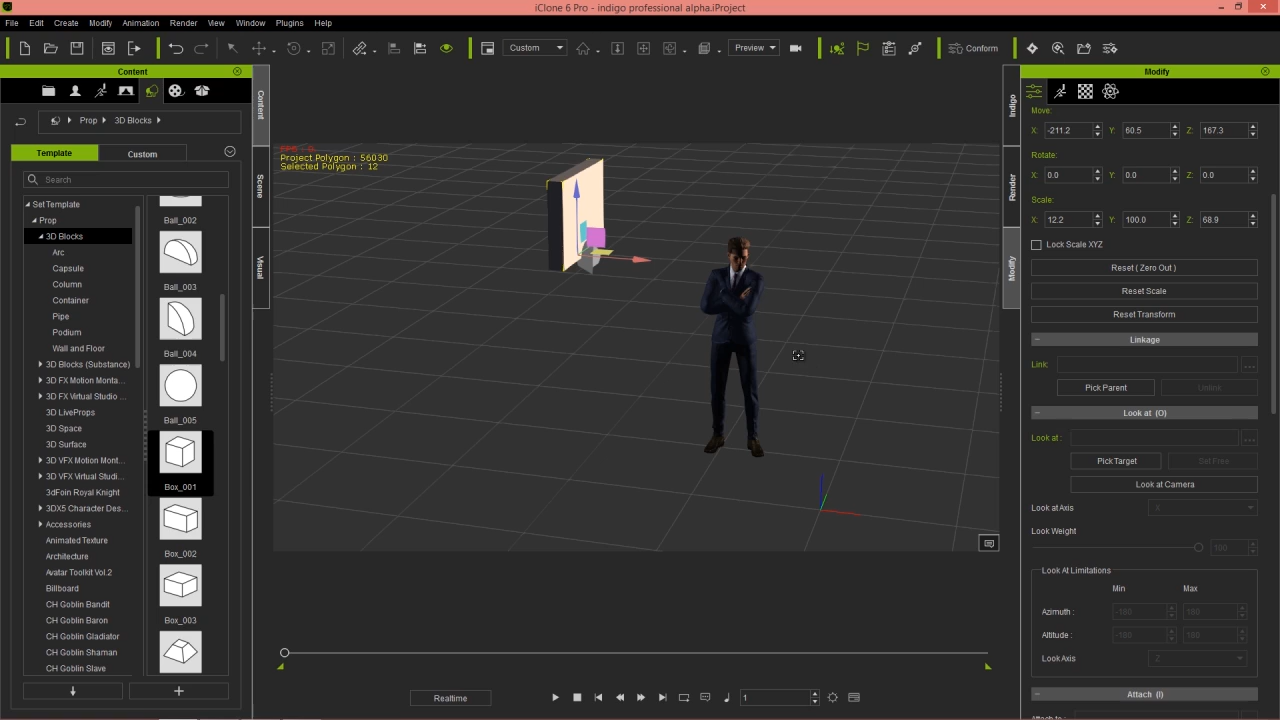 iClone 6 Pro - indigo professional alpha.iProject
File Edit Create Modify Animation Render View Window Plugins Help
Custom Preview Conform
Content
Prop 3D Blocks
Template Custom
Search
Set Template
Prop
3D Blocks
Arc
Capsule
Column
Container
Pipe
Podium
Wall and Floor
3D Blocks (Substance)
3D FX Motion Monta...
3D FX Virtual Studio ...
3D LiveProps
3D Space
3D Surface
3D VFX Motion Mont...
3D VFX Virtual Studi...
3dFoin Royal Knight
3DX5 Character Des...
Accessories
Animated Texture
Architecture
Avatar Toolkit Vol.2
Billboard
CH Goblin Bandit
CH Goblin Baron
CH Goblin Gladiator
CH Goblin Shaman
CH Goblin Slave
Ball_002
Ball_003
Ball_004
Ball_005
Box_001
Box_002
Box_003
Content
Scene
Visual
Project Polygon : 56030
Selected Polygon : 12
Realtime
1
Indigo
Render
Modify
Modify
Move:
X: -211.2 Y: 60.5 Z: 167.3
Rotate:
X: 0.0 Y: 0.0 Z: 0.0
Scale:
X: 12.2 Y: 100.0 Z: 68.9
Lock Scale XYZ
Reset ( Zero Out )
Reset Scale
Reset Transform
Linkage
Link:
Pick Parent Unlink
Look at (O)
Look at :
Pick Target Set Free
Look at Camera
Look at Axis X
Look Weight
100
Look At Limitations
Min Max
Azimuth : -180 180
Altitude : -180 180
Look Axis Z
Attach (I)